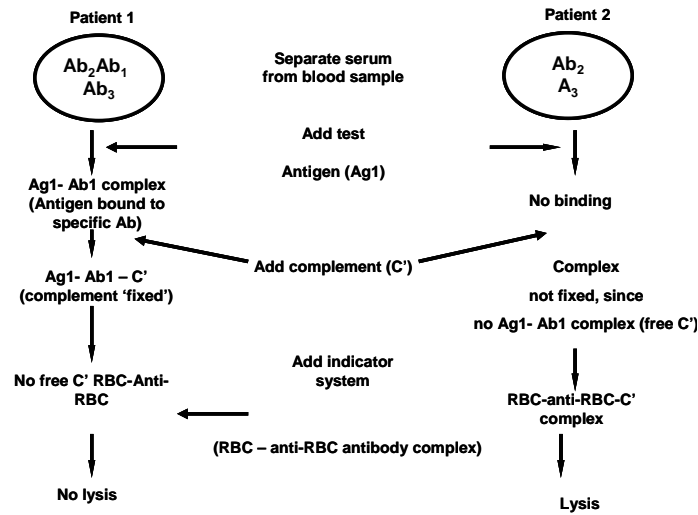 Patient 1
Patient 2
Ab₂Ab₁
Ab₃
Separate serum
from blood sample
Ab₂
A₃
Add test
Antigen (Ag1)
Ag1- Ab1 complex
(Antigen bound to
specific Ab)
No binding
Add complement (C')
Ag1- Ab1 – C'
(complement 'fixed')
Complex
not fixed, since
no Ag1- Ab1 complex (free C')
Add indicator
system
No free C' RBC-Anti-
RBC
RBC-anti-RBC-C'
complex
(RBC – anti-RBC antibody complex)
No lysis
Lysis